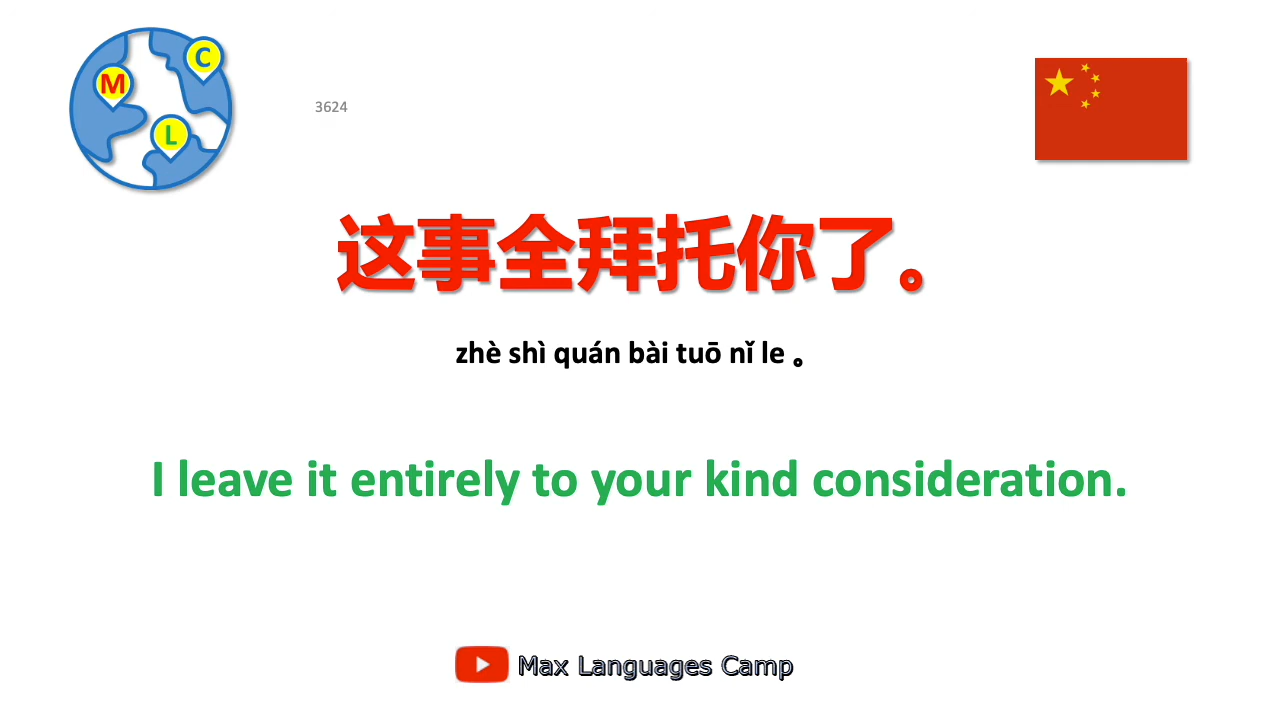 M
C
L
3624
这事全拜托你了。
zhè shì quán bài tuō nǐ le 。
I leave it entirely to your kind consideration.
Max Languages Camp